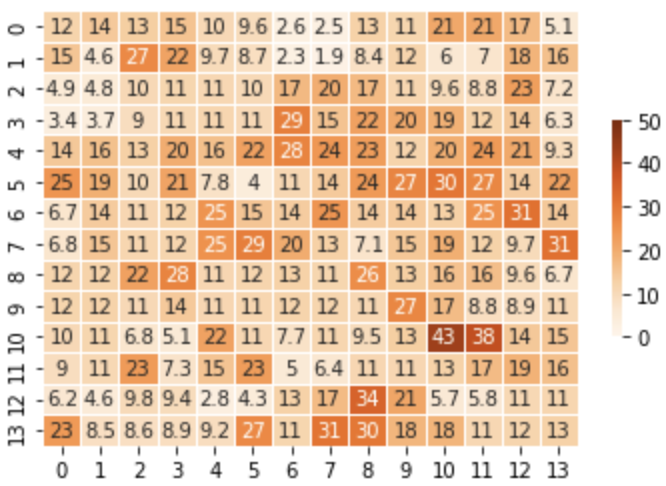 0 12 14 13 15 10 9.6 2.6 2.5 13 11 21 21 17 5.1
1 15 4.6 27 22 9.7 8.7 2.3 1.9 8.4 12 6 7 18 16
2 4.9 4.8 10 11 11 10 17 20 17 11 9.6 8.8 23 7.2
3 3.4 3.7 9 11 11 11 29 15 22 20 19 12 14 6.3
4 14 16 13 20 16 22 28 24 23 12 20 24 21 9.3
5 25 19 10 21 7.8 4 11 14 24 27 30 27 14 22
6 6.7 14 11 12 25 15 14 25 14 14 13 25 31 14
7 6.8 15 11 12 25 29 20 13 7.1 15 19 12 9.7 31
8 12 12 22 28 11 12 13 11 26 13 16 16 9.6 6.7
9 12 12 11 14 11 11 12 12 11 27 17 8.8 8.9 11
10 10 11 6.8 5.1 22 11 7.7 11 9.5 13 43 38 14 15
11 9 11 23 7.3 15 23 5 6.4 11 11 13 17 19 16
12 6.2 4.6 9.8 9.4 2.8 4.3 13 17 34 21 5.7 5.8 11 11
13 23 8.5 8.6 8.9 9.2 27 11 31 30 18 18 11 12 13
0 1 2 3 4 5 6 7 8 9 10 11 12 13
50
40
30
20
10
0